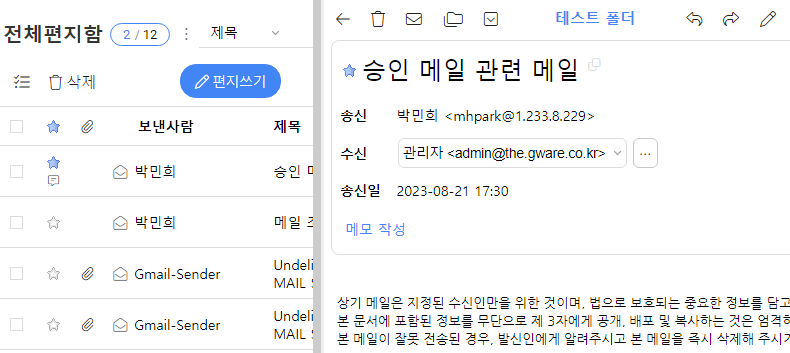 전체편지함 2 / 12 제목
삭제 편지쓰기
보낸사람 제목
박민희 승인
박민희 메일
Gmail-Sender Undeli
MAIL
Gmail-Sender Undeli
MAIL
테스트 폴더
승인 메일 관련 메일
송신 박민희 <mhpark@1.233.8.229>
수신 관리자 <admin@the.gware.co.kr> ...
송신일 2023-08-21 17:30
메모 작성
상기 메일은 지정된 수신인만을 위한 것이며, 법으로 보호되는 중요한 정보를 담고
본 문서에 포함된 정보를 무단으로 제 3자에게 공개, 배포 및 복사하는 것은 엄격히
본 메일이 잘못 전송된 경우, 발신인에게 알려주시고 본 메일을 즉시 삭제해 주시기